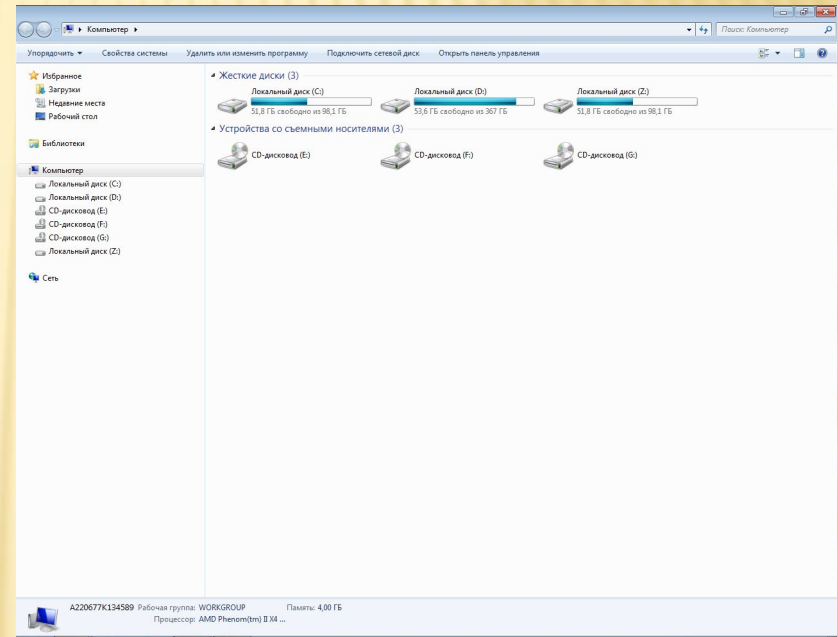 Компьютер
Поиск: Компьютер
Упорядочить Свойства системы Удалить или изменить программу Подключить сетевой диск Открыть панель управления
Избранное
Загрузки
Недавние места
Рабочий стол
Библиотеки
Компьютер
Локальный диск (C:)
Локальный диск (D:)
CD-дисковод (E:)
CD-дисковод (F:)
CD-дисковод (G:)
Локальный диск (Z:)
Сеть
Жесткие диски (3)
Локальный диск (C:)
51,8 ГБ свободно из 98,1 ГБ
Локальный диск (D:)
53,6 ГБ свободно из 367 ГБ
Локальный диск (Z:)
51,8 ГБ свободно из 98,1 ГБ
Устройства со съемными носителями (3)
CD-дисковод (E:)
CD-дисковод (F:)
CD-дисковод (G:)
A220677K134589 Рабочая группа: WORKGROUP Память: 4,00 ГБ
Процессор: AMD Phenom(tm) II X4 ...